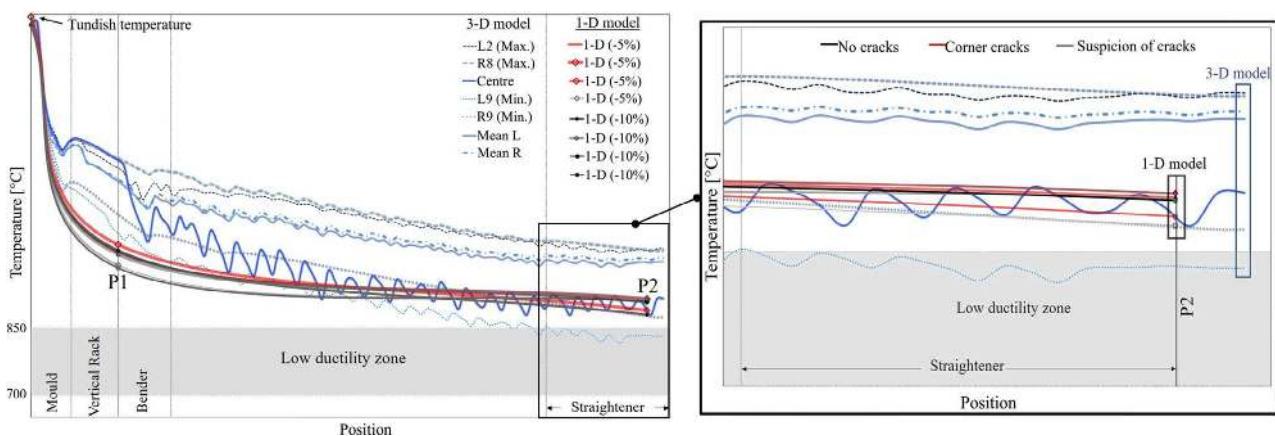 Tundish temperature
3-D model
1-D model
L2 (Max.)
R8 (Max.)
Centre
L9 (Min.)
R9 (Min.)
Mean L
Mean R
1-D (-5%)
1-D (-5%)
1-D (-5%)
1-D (-5%)
1-D (-10%)
1-D (-10%)
1-D (-10%)
1-D (-10%)
Temperature [°C]
P1
P2
850
700
Low ductility zone
Mould
Vertical Rack
Bender
Straightener
Position
No cracks
Corner cracks
Suspicion of cracks
3-D model
1-D model
Temperature [°C]
Low ductility zone
P2
Straightener
Position